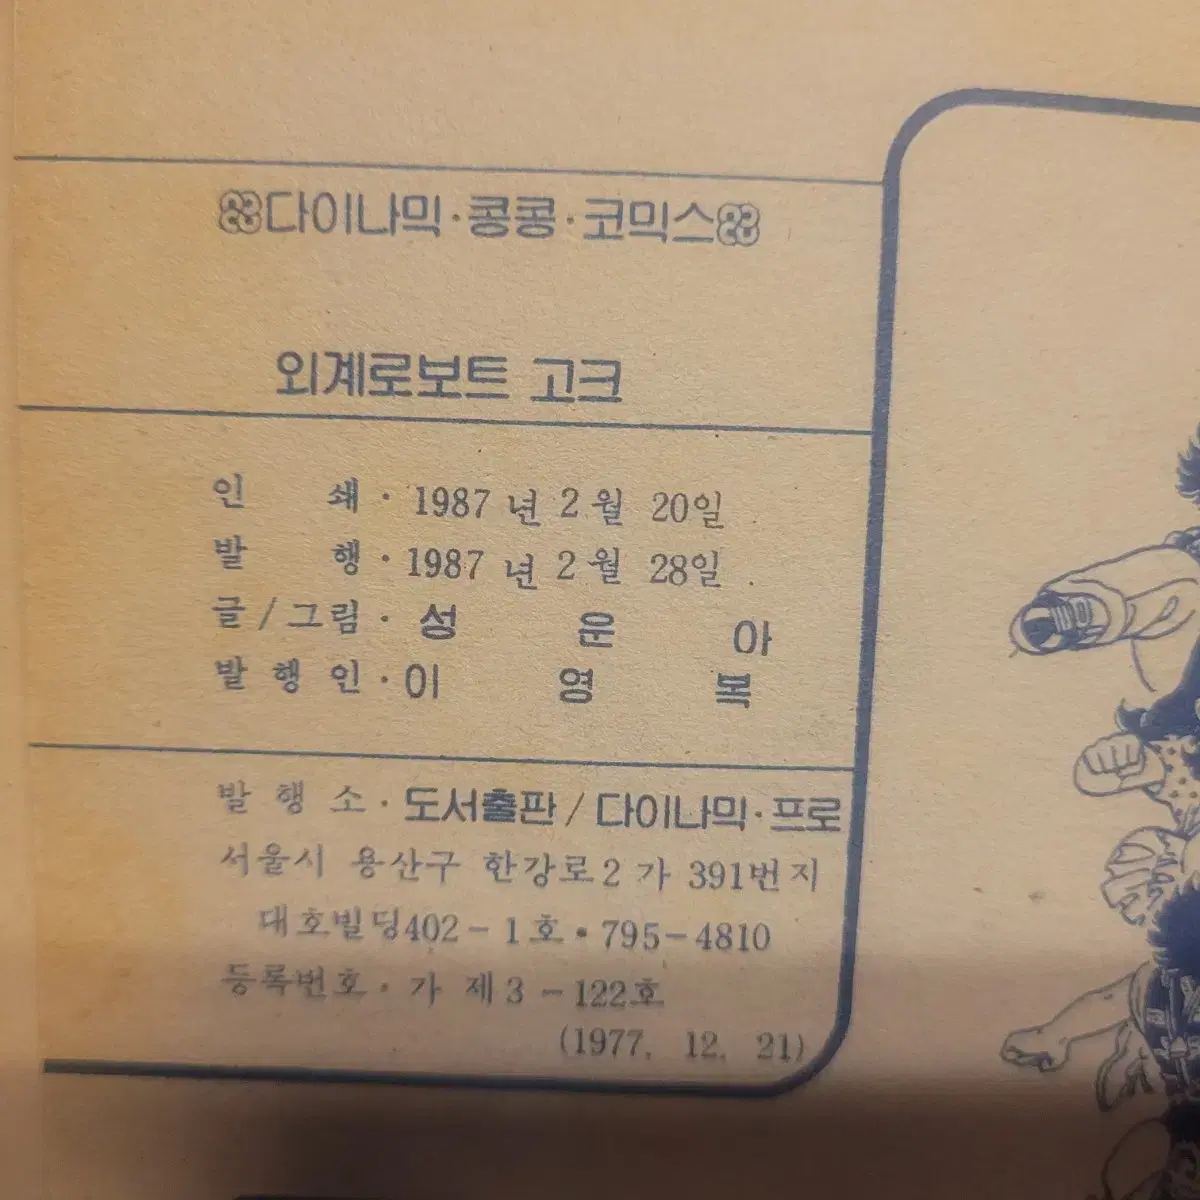 다이나믹·콩콩·코믹스
외계로보트 고크
인 쇄 · 1987 년 2 월 20일
발 행 · 1987 년 2 월 28일
글/그림 · 성 운 아
발 행 인 · 이 영 복
발 행 소 · 도서출판 / 다이나믹·프로
서울시 용산구 한강로2 가 391번지
대호빌딩402-1호·795-4810
등록번호 · 가 제3-122호
(1977. 12. 21)